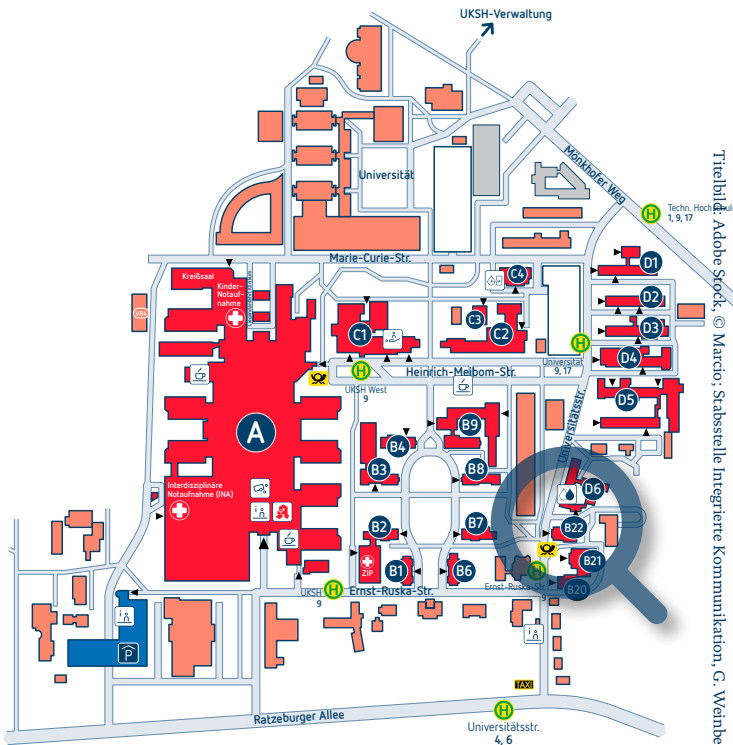 UKSH-Verwaltung
Mönkhofer Weg
Universität
Techn. Hochschule
1, 9, 17
Titelbild: Adobe Stock, © Marcio; Stabsstelle Integrierte Kommunikation, G. Weinbe
Marie-Curie-Str.
Kreißsaal
Kinder-
Notauf-
nahme
C4
D1
D2
D3
D4
D5
C1
C3
C2
H
Universität
9, 17
H
UKSH West
9
Heinrich-Meibom-Str.
Universitätsstr.
A
B9
B4
B3
B8
Interdisziplinäre
Notaufnahme (INA)
D6
B2
B7
B22
ZIP
B1
B6
B21
B20
H
UKSH
9
Ernst-Ruska-Str.
H
Ernst-Ruska-Str.
9
P
TAXI
Ratzeburger Allee
H
Universitätsstr.
4, 6